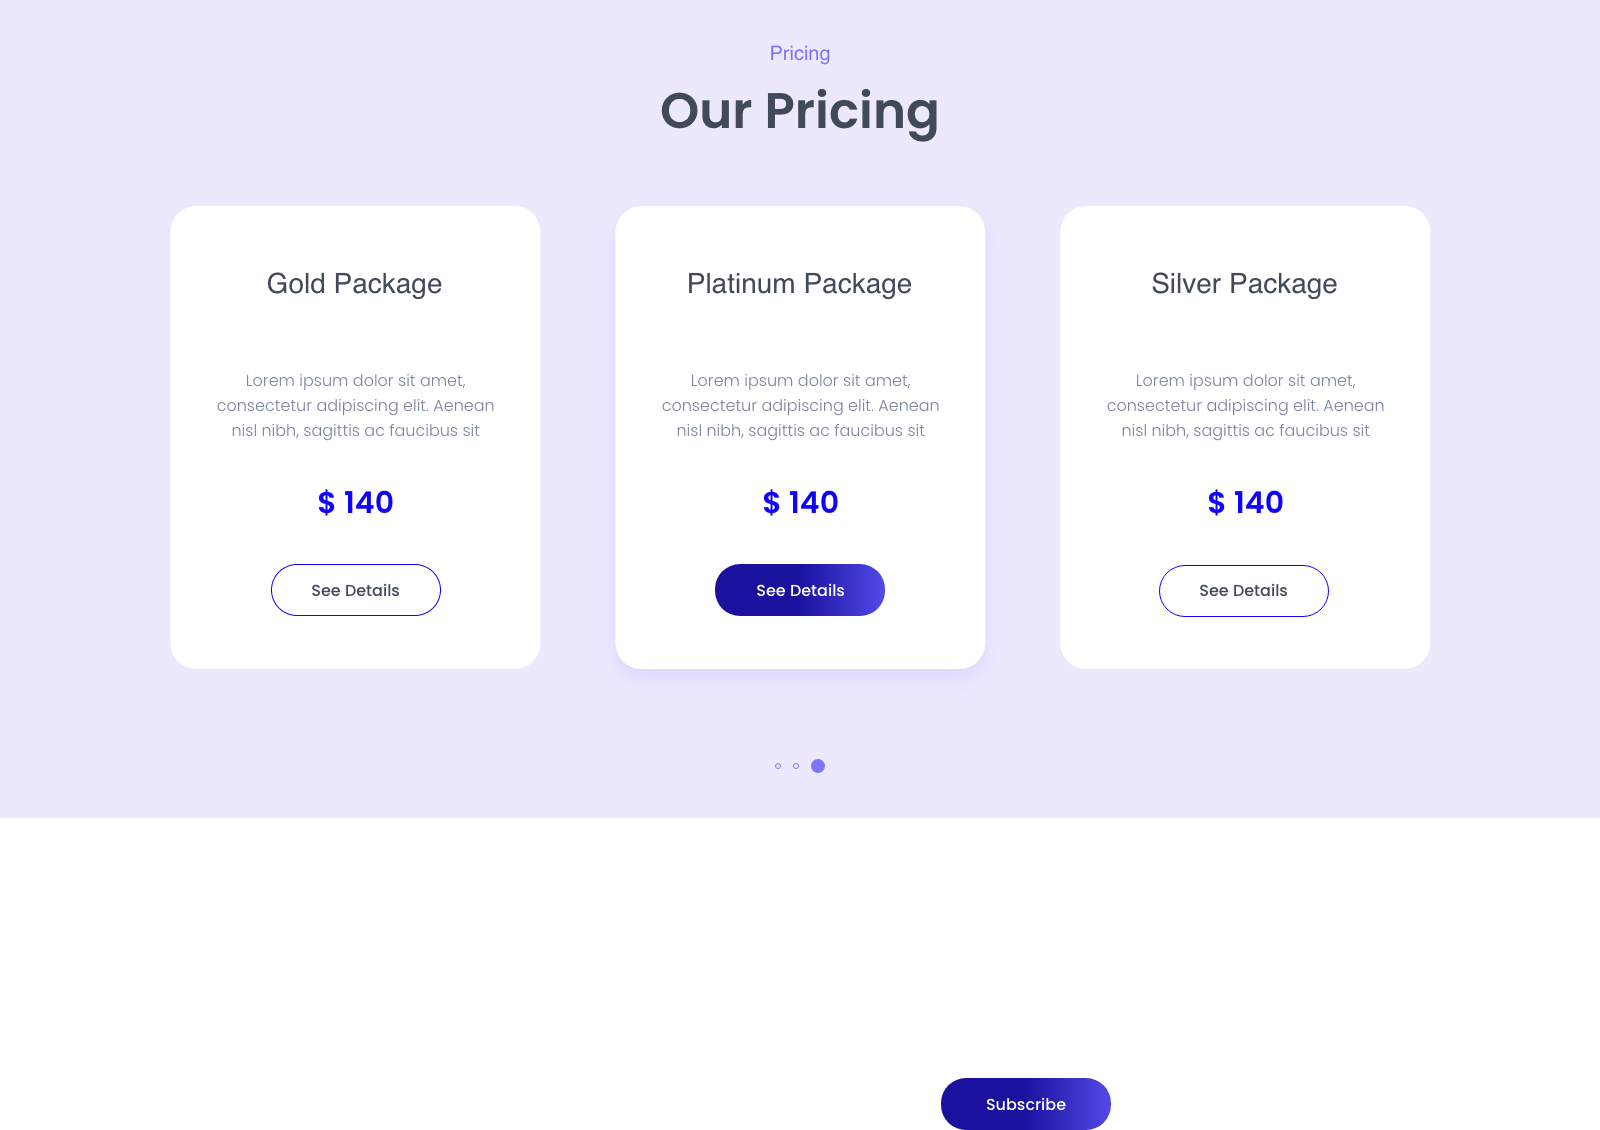 Pricing
Our Pricing
Gold Package
Lorem ipsum dolor sit amet,
consectetur adipiscing elit. Aenean
nisl nibh, sagittis ac faucibus sit
$ 140
See Details
Platinum Package
Lorem ipsum dolor sit amet,
consectetur adipiscing elit. Aenean
nisl nibh, sagittis ac faucibus sit
$ 140
See Details
Silver Package
Lorem ipsum dolor sit amet,
consectetur adipiscing elit. Aenean
nisl nibh, sagittis ac faucibus sit
$ 140
See Details
Subscribe